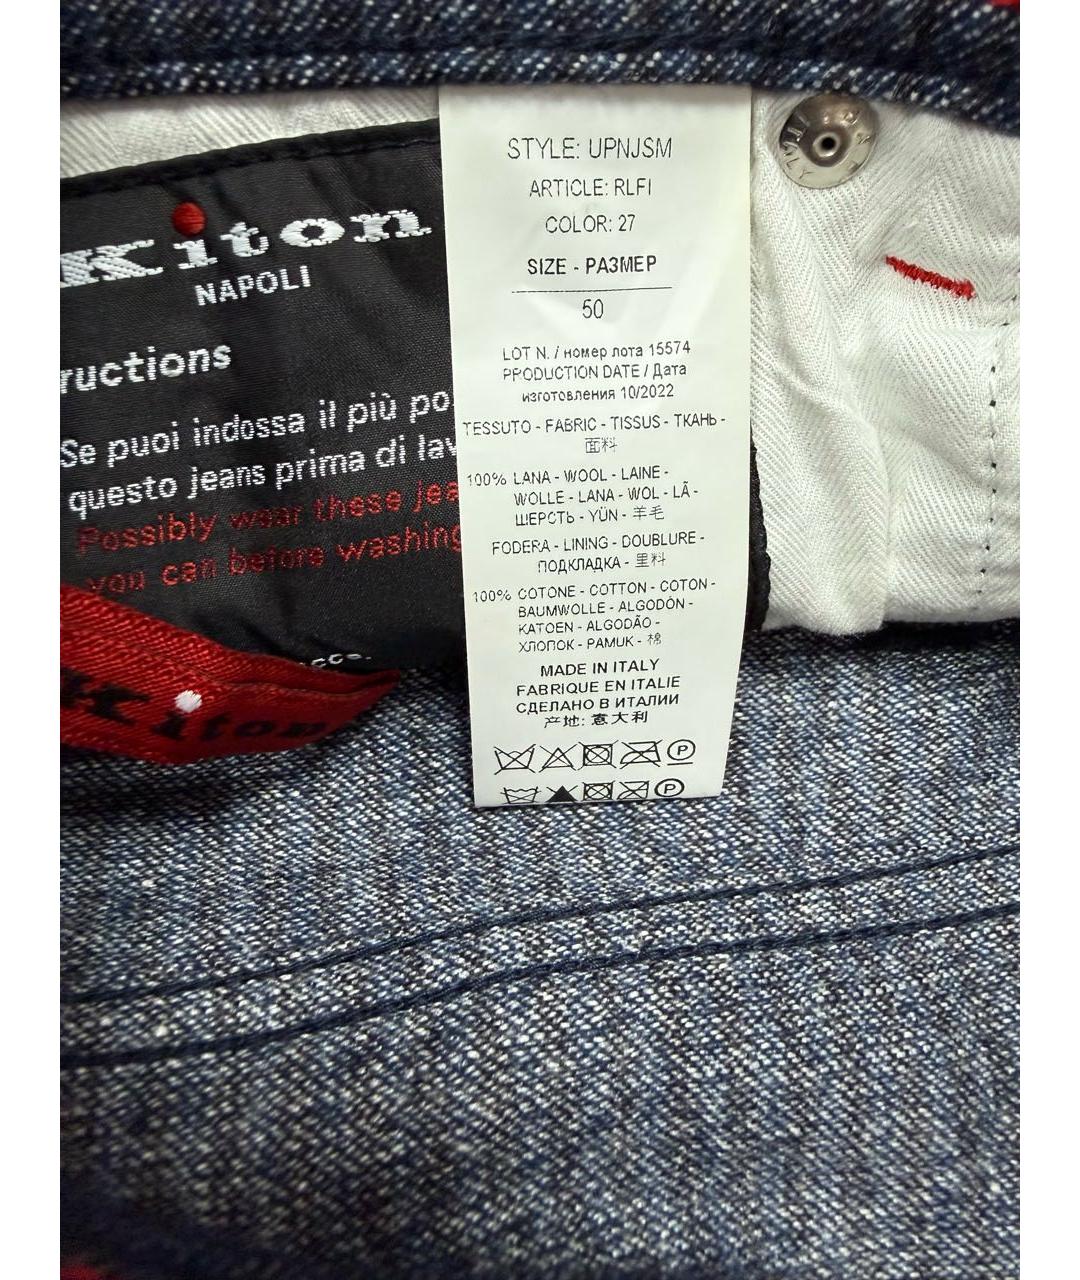 Kiton
NAPOLI
ructions
Se puoi indossa il più po
questo jeans prima di lav
Possibly wear these jea
you can before washing
Kiton
STYLE: UPNJSM
ARTICLE: RLFI
COLOR: 27
SIZE - РАЗМЕР
50
LOT N. / номер лота 15574
PRODUCTION DATE / Дата
изготовления 10/2022
TESSUTO - FABRIC - TISSUS - ТКАНЬ -
面料
100% LANA - WOOL - LAINE -
WOLLE - LANA - WOL - LÃ -
ШЕРСТЬ - YÜN - 羊毛
FODERA - LINING - DOUBLURE -
ПОДКЛАДКА - 里料
100% COTONE - COTTON - COTON -
BAUMWOLLE - ALGODÓN -
KATOEN - ALGODÃO -
ХЛОПОК - PAMUK - 棉
MADE IN ITALY
FABRIQUE EN ITALIE
СДЕЛАНО В ИТАЛИИ
产地: 意大利
P
P
ITALY